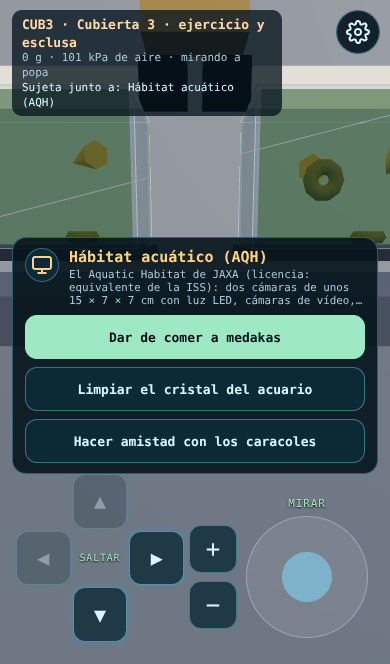 CUB3 · Cubierta 3 · ejercicio y
esclusa
0 g · 101 kPa de aire · mirando a
popa
Sujeta junto a: Hábitat acuático
(AQH)
Hábitat acuático (AQH)
El Aquatic Habitat de JAXA (licencia:
equivalente de la ISS): dos cámaras de unos
15 × 7 × 7 cm con luz LED, cámaras de vídeo,…
Dar de comer a medakas
Limpiar el cristal del acuario
Hacer amistad con los caracoles
MIRAR
SALTAR
+
−